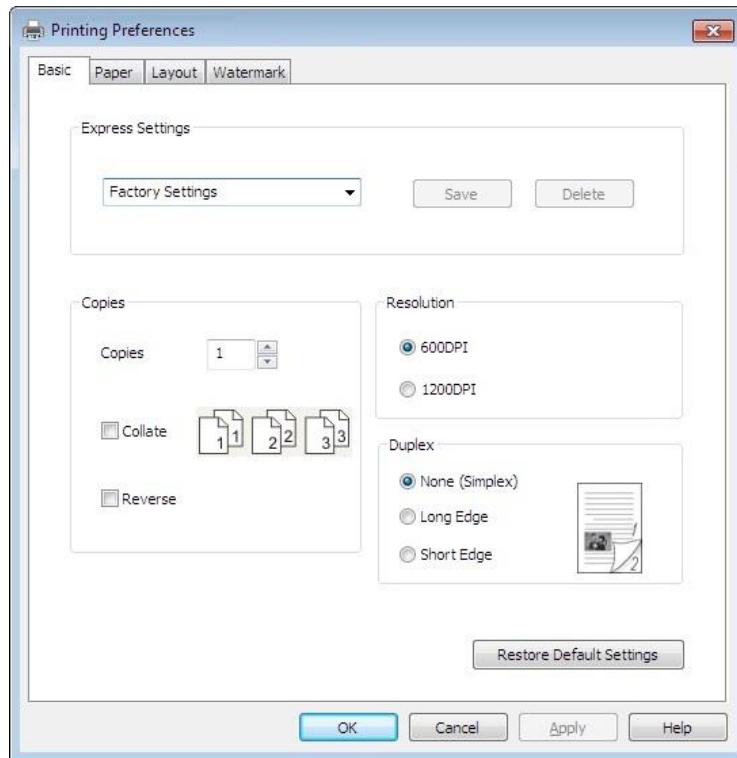 Printing Preferences
Basic Paper Layout Watermark
Express Settings
Factory Settings Save Delete
Copies
Copies 1
Collate 1 1 2 2 3 3
Reverse
Resolution
600DPI
1200DPI
Duplex
None (Simplex)
Long Edge
Short Edge
1
2
Restore Default Settings
OK Cancel Apply Help